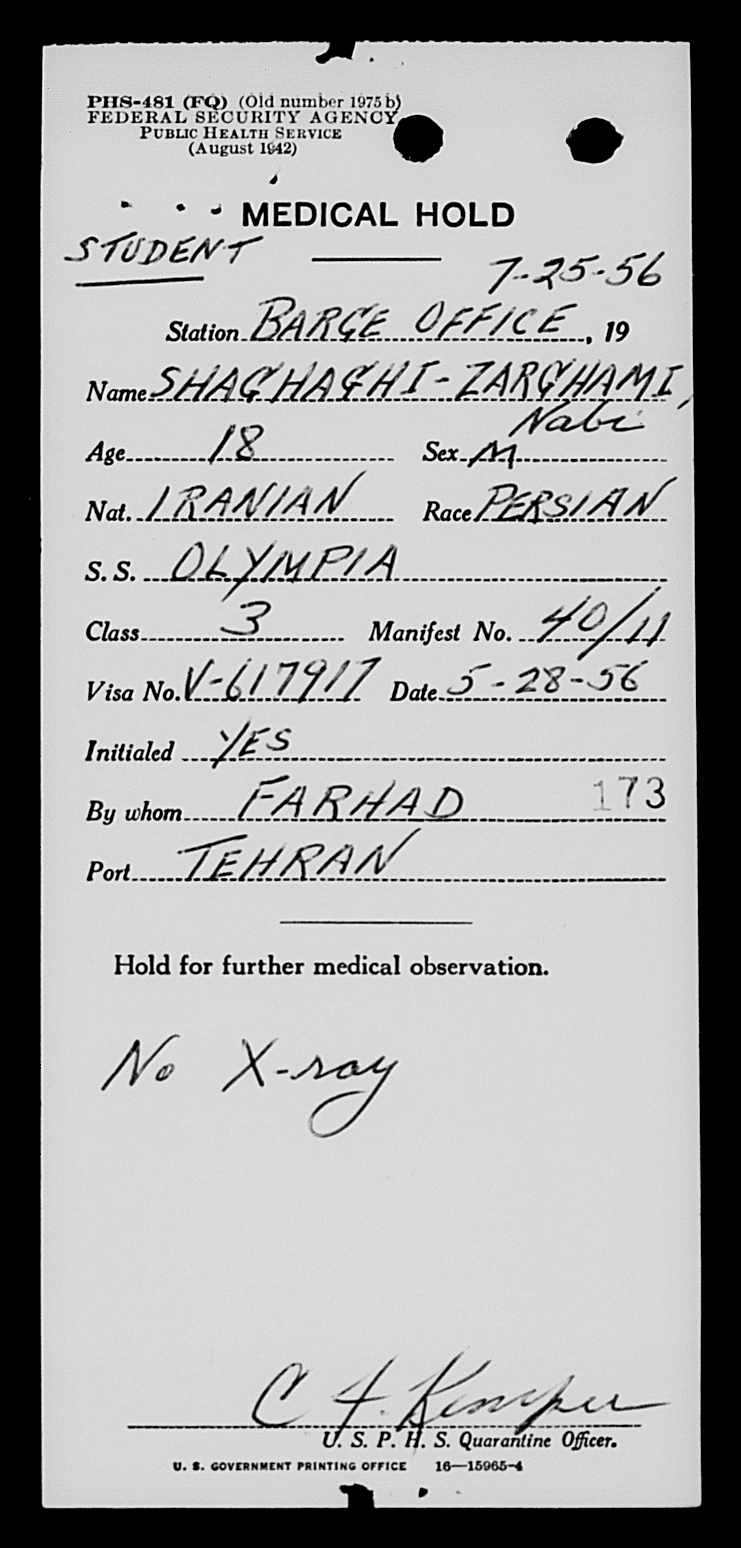 PHS-481 (FQ) (Old number 1975 b)
FEDERAL SECURITY AGENCY
PUBLIC HEALTH SERVICE
(August 1942)
MEDICAL HOLD
STUDENT
7-25-56
Station BARGE OFFICE, 19
Name SHAGHAGHI-ZARGHAMI,
Nabi
Age 18 Sex M
Nat. IRANIAN Race PERSIAN
S. S. OLYMPIA
Class 3 Manifest No. 40/11
Visa No. V-617917 Date 5-28-56
Initialed YES
By whom FARHAD 173
Port TEHRAN
Hold for further medical observation.
No X-ray
C F. Kemper
U. S. P. H. S. Quarantine Officer.
U. S. GOVERNMENT PRINTING OFFICE 16—15965-4